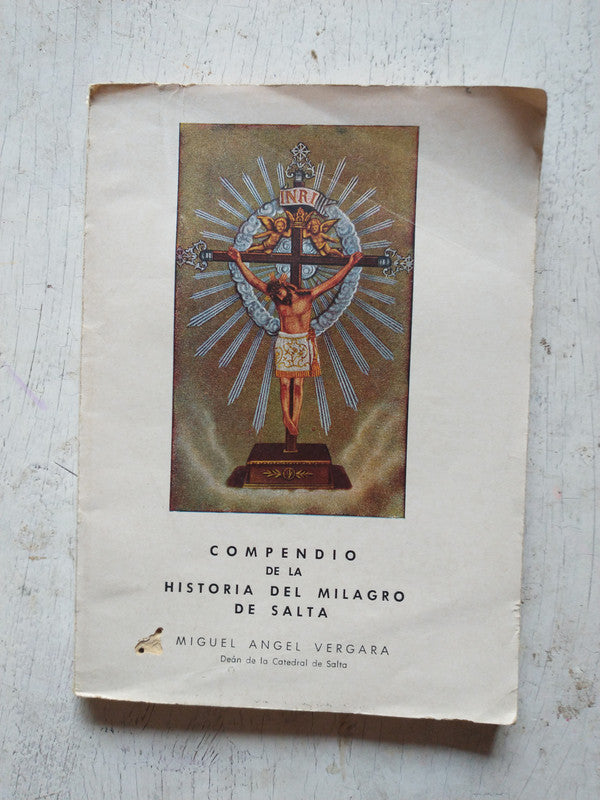 INRI
COMPENDIO
DE LA
HISTORIA DEL MILAGRO
DE SALTA
MIGUEL ANGEL VERGARA
Deán de la Catedral de Salta